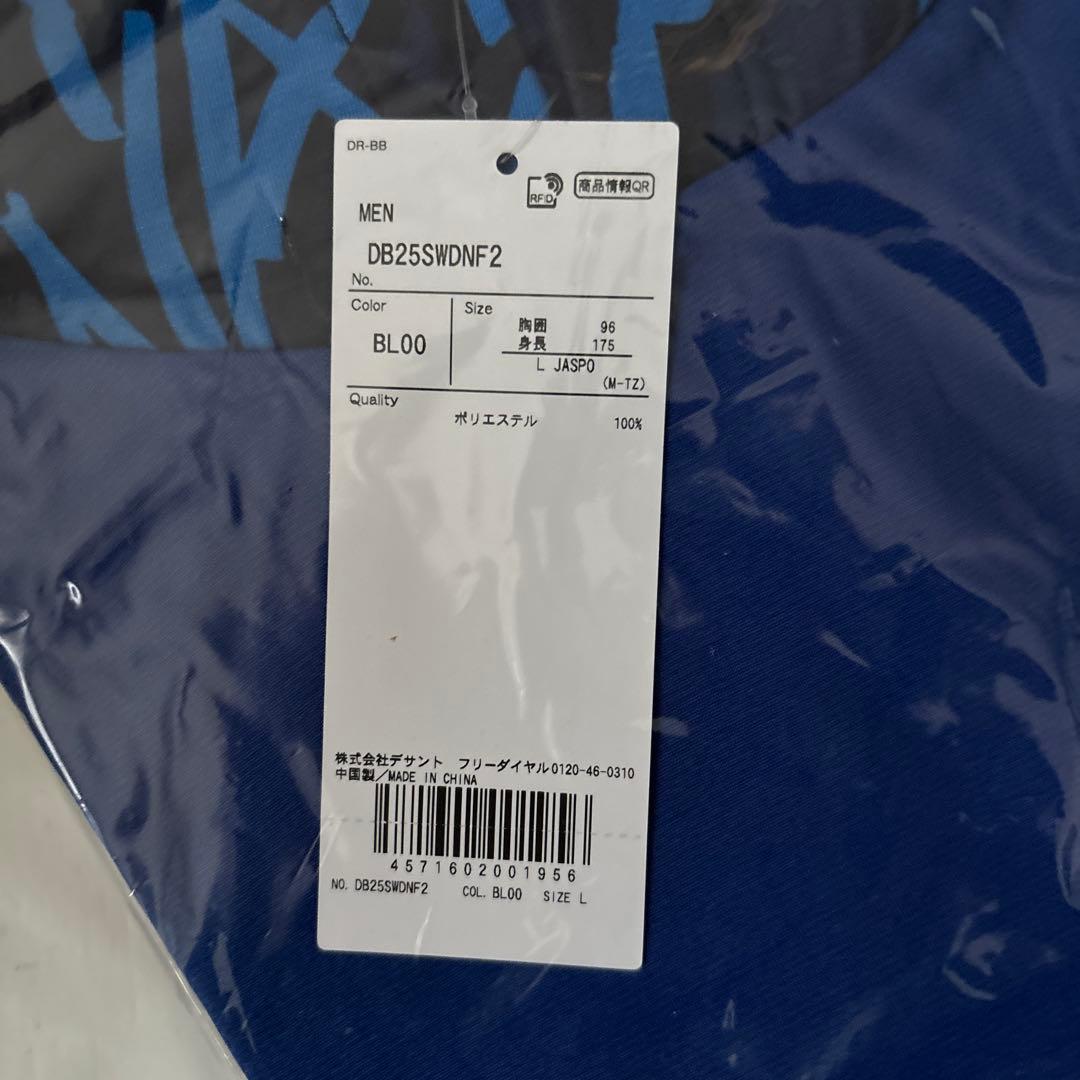 DR-BB
RFID
商品情報QR
MEN
DB25SWDNF2
No.
Color
BL00
Size
胸囲 96
身長 175
L JASPO
(M-TZ)
Quality
ポリエステル 100%
株式会社デサント フリーダイヤル0120-46-0310
中国製/MADE IN CHINA
4571602001956
NO. DB25SWDNF2 COL. BL00 SIZE L